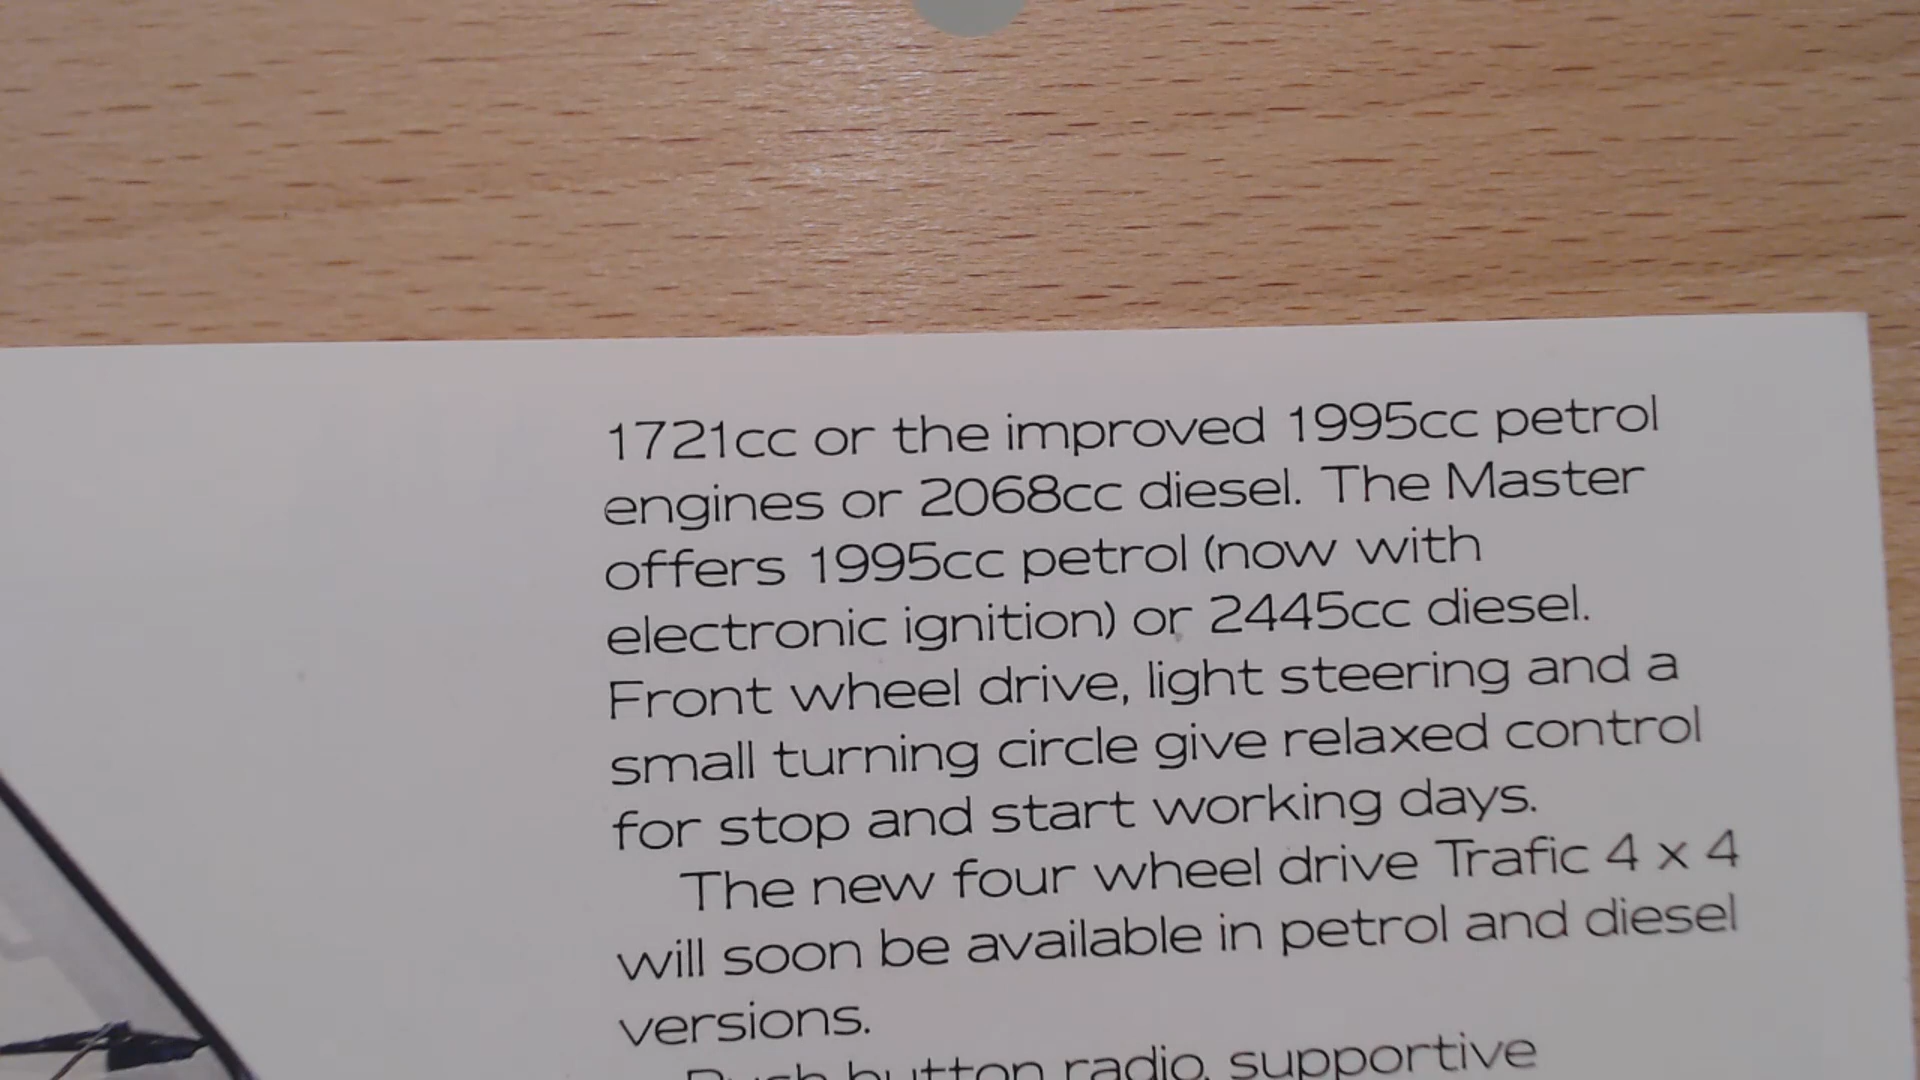 1721cc or the improved 1995cc petrol
engines or 2068cc diesel. The Master
offers 1995cc petrol (now with
electronic ignition) or 2445cc diesel.
Front wheel drive, light steering and a
small turning circle give relaxed control
for stop and start working days.
The new four wheel drive Trafic 4 x 4
will soon be available in petrol and diesel
versions.
Push button radio, supportive